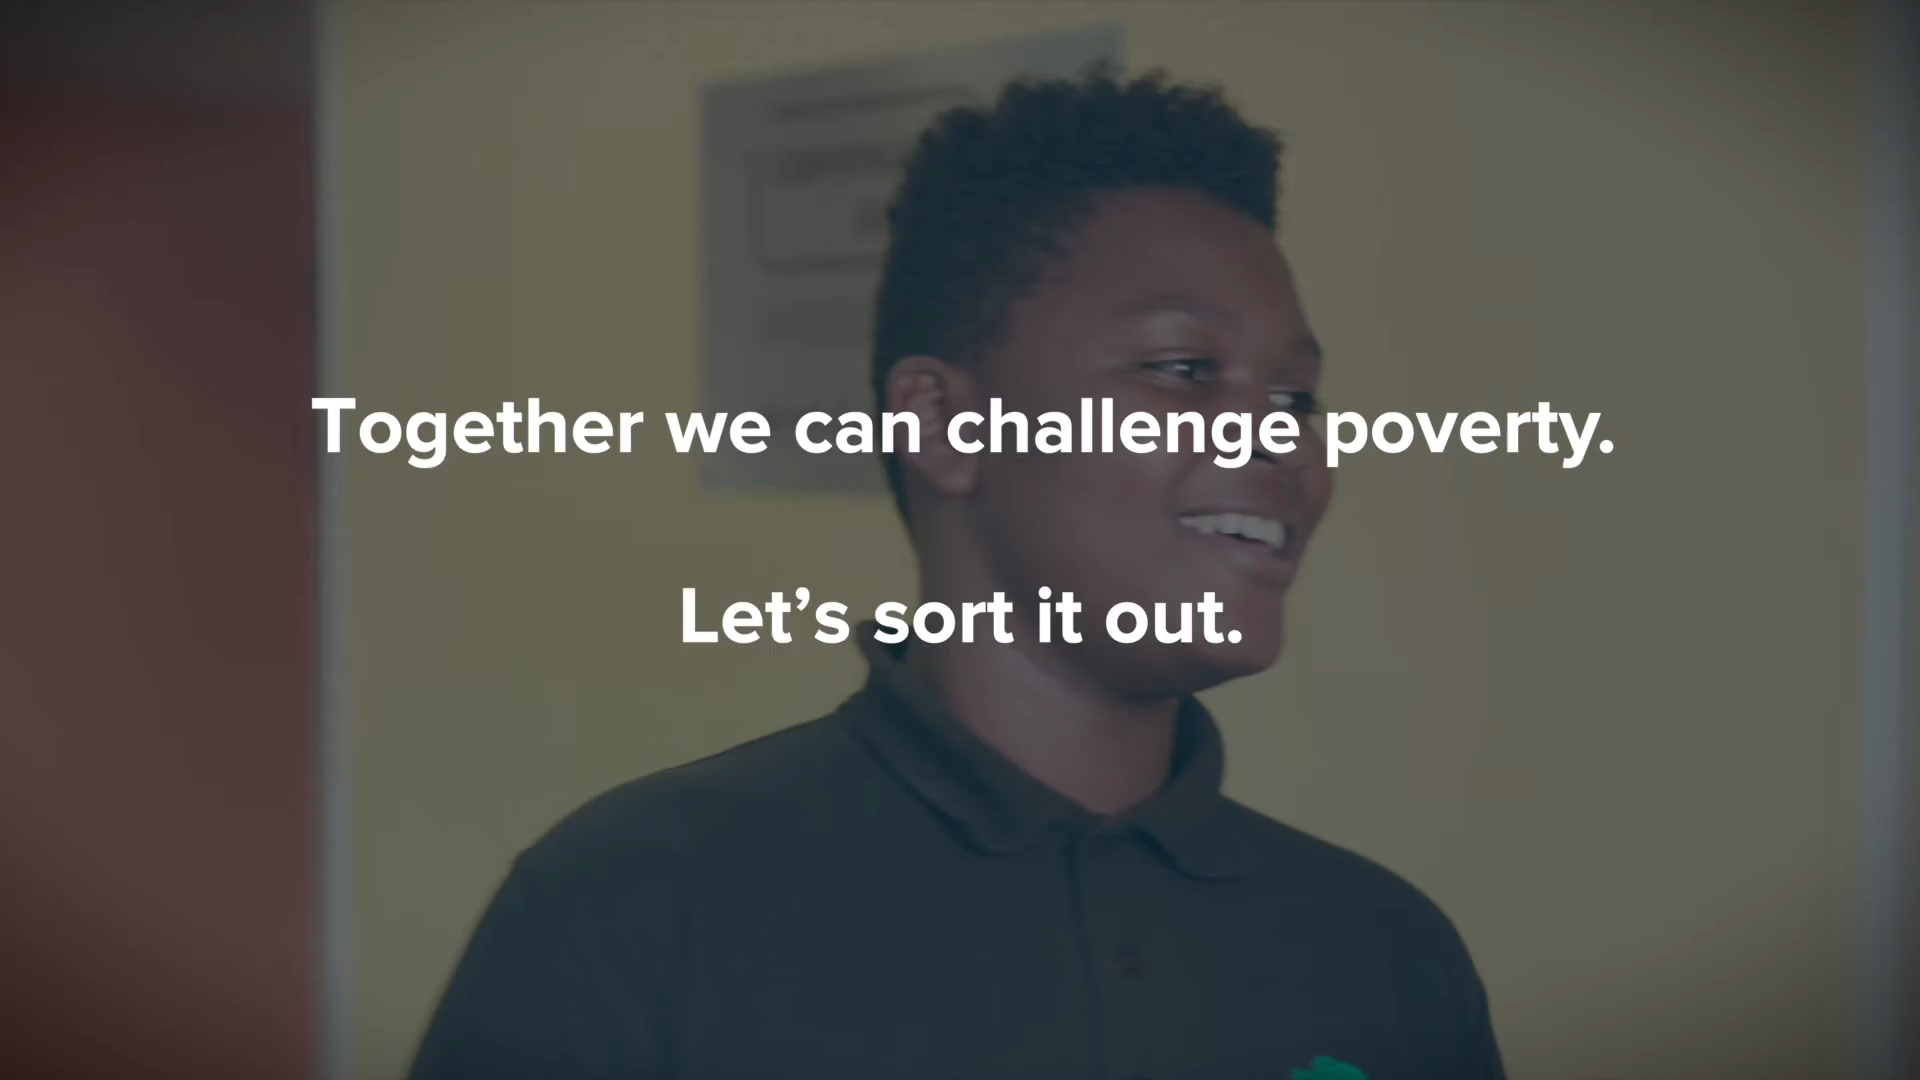 Together we can challenge poverty.
Let’s sort it out.